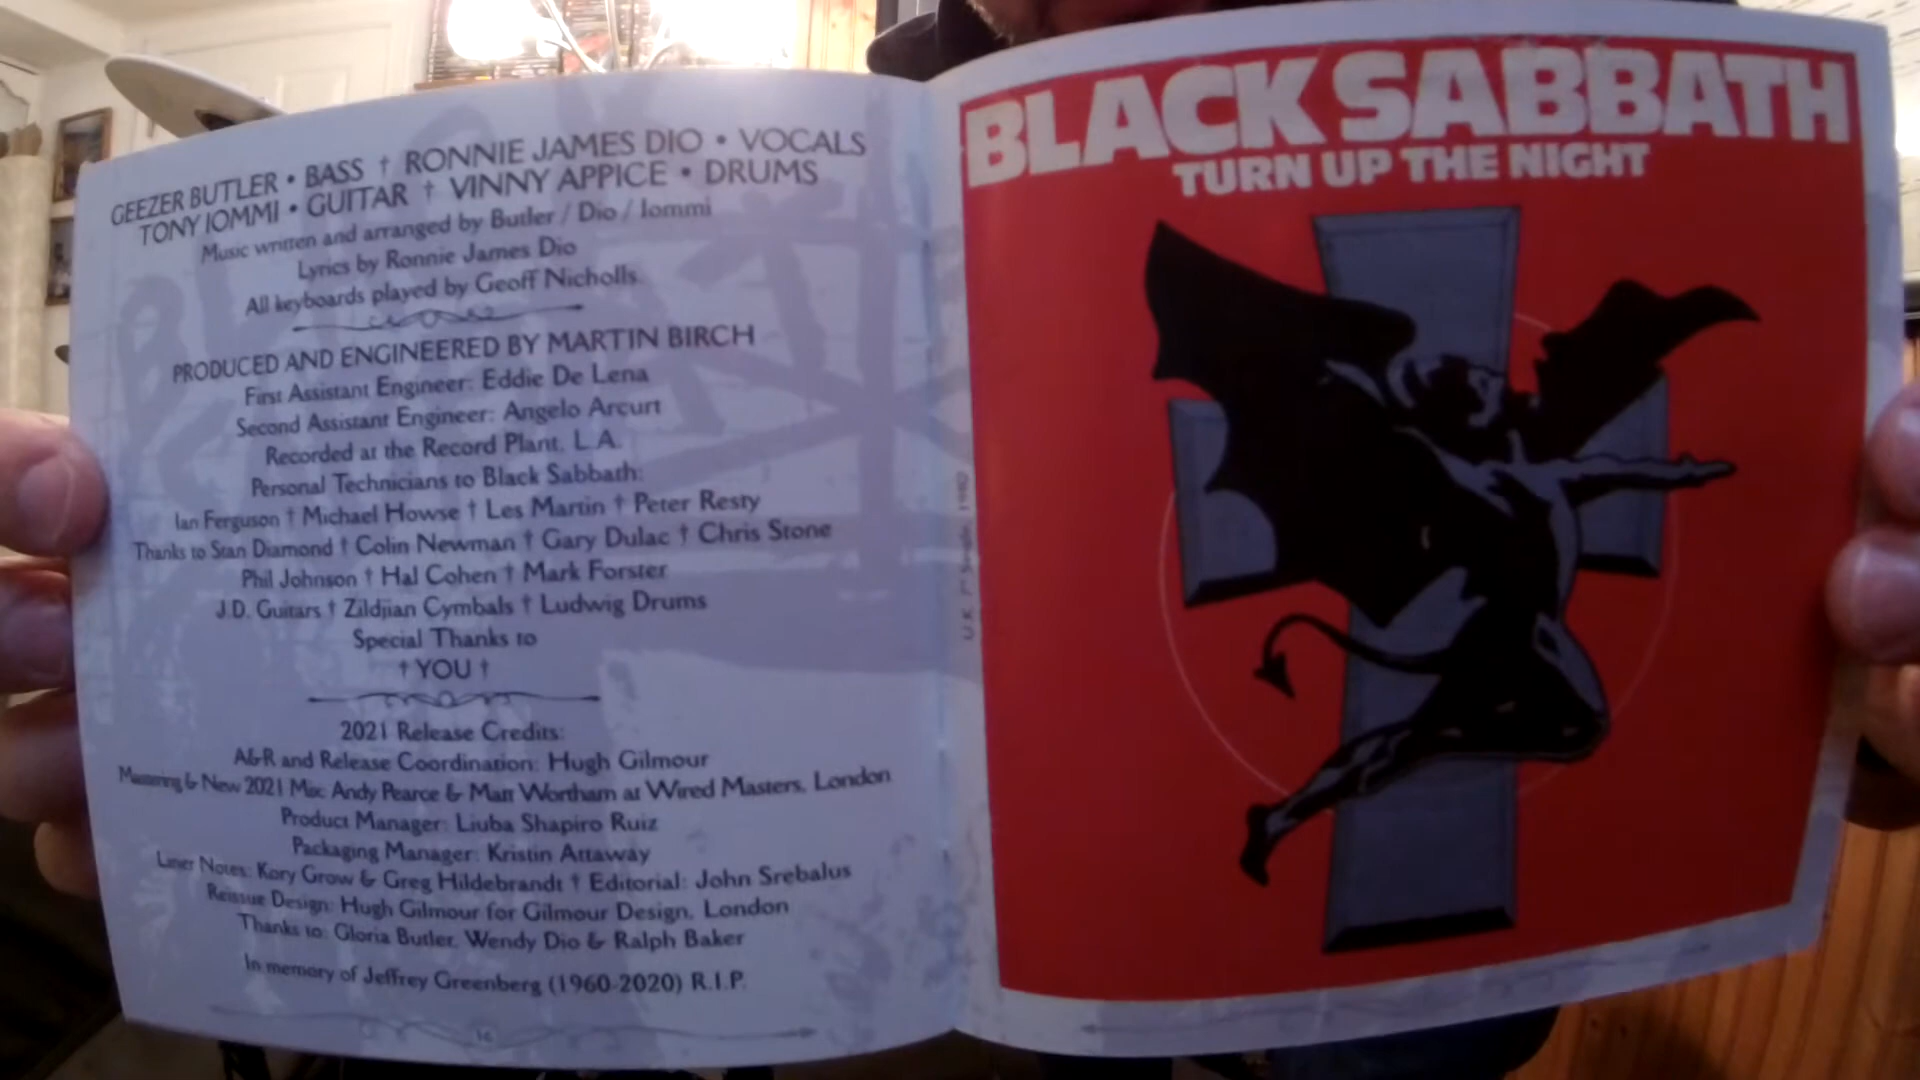 GEEZER BUTLER • BASS † RONNIE JAMES DIO • VOCALS
TONY IOMMI • GUITAR † VINNY APPICE • DRUMS
Music written and arranged by Butler / Dio / Iommi
Lyrics by Ronnie James Dio
All keyboards played by Geoff Nicholls
PRODUCED AND ENGINEERED BY MARTIN BIRCH
First Assistant Engineer: Eddie De Lena
Second Assistant Engineer: Angelo Arcurt
Recorded at the Record Plant, L.A.
Personal Technicians to Black Sabbath:
Ian Ferguson † Michael Howse † Les Martin † Peter Resty
Thanks to Stan Diamond † Colin Newman † Gary Dulac † Chris Stone
Phil Johnson † Hal Cohen † Mark Forster
J.D. Guitars † Zildjian Cymbals † Ludwig Drums
Special Thanks to
† YOU †
2021 Release Credits:
A&R and Release Coordination: Hugh Gilmour
Mastering & New 2021 Mix: Andy Pearce & Matt Wortham at Wired Masters, London
Product Manager: Liuba Shapiro Ruiz
Packaging Manager: Kristin Attaway
Liner Notes: Kory Grow & Greg Hildebrandt † Editorial: John Srebalus
Reissue Design: Hugh Gilmour for Gilmour Design, London
Thanks to: Gloria Butler, Wendy Dio & Ralph Baker
In memory of Jeffrey Greenberg (1960-2020) R.I.P.
BLACK SABBATH
TURN UP THE NIGHT
U.K. 7" Single, 1982